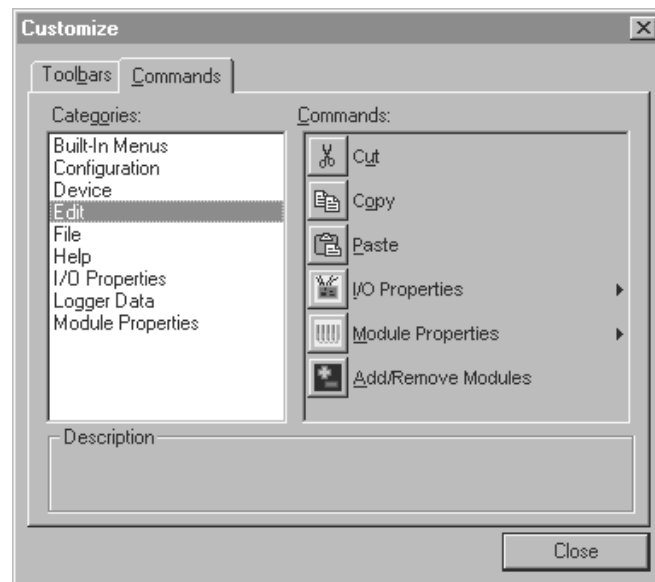 Customize
Toolbars
Commands
Categories:
Built-In Menus
Configuration
Device
Edit
File
Help
I/O Properties
Logger Data
Module Properties
Commands:
Cut
Copy
Paste
I/O Properties
Module Properties
Add/Remove Modules
Description
Close